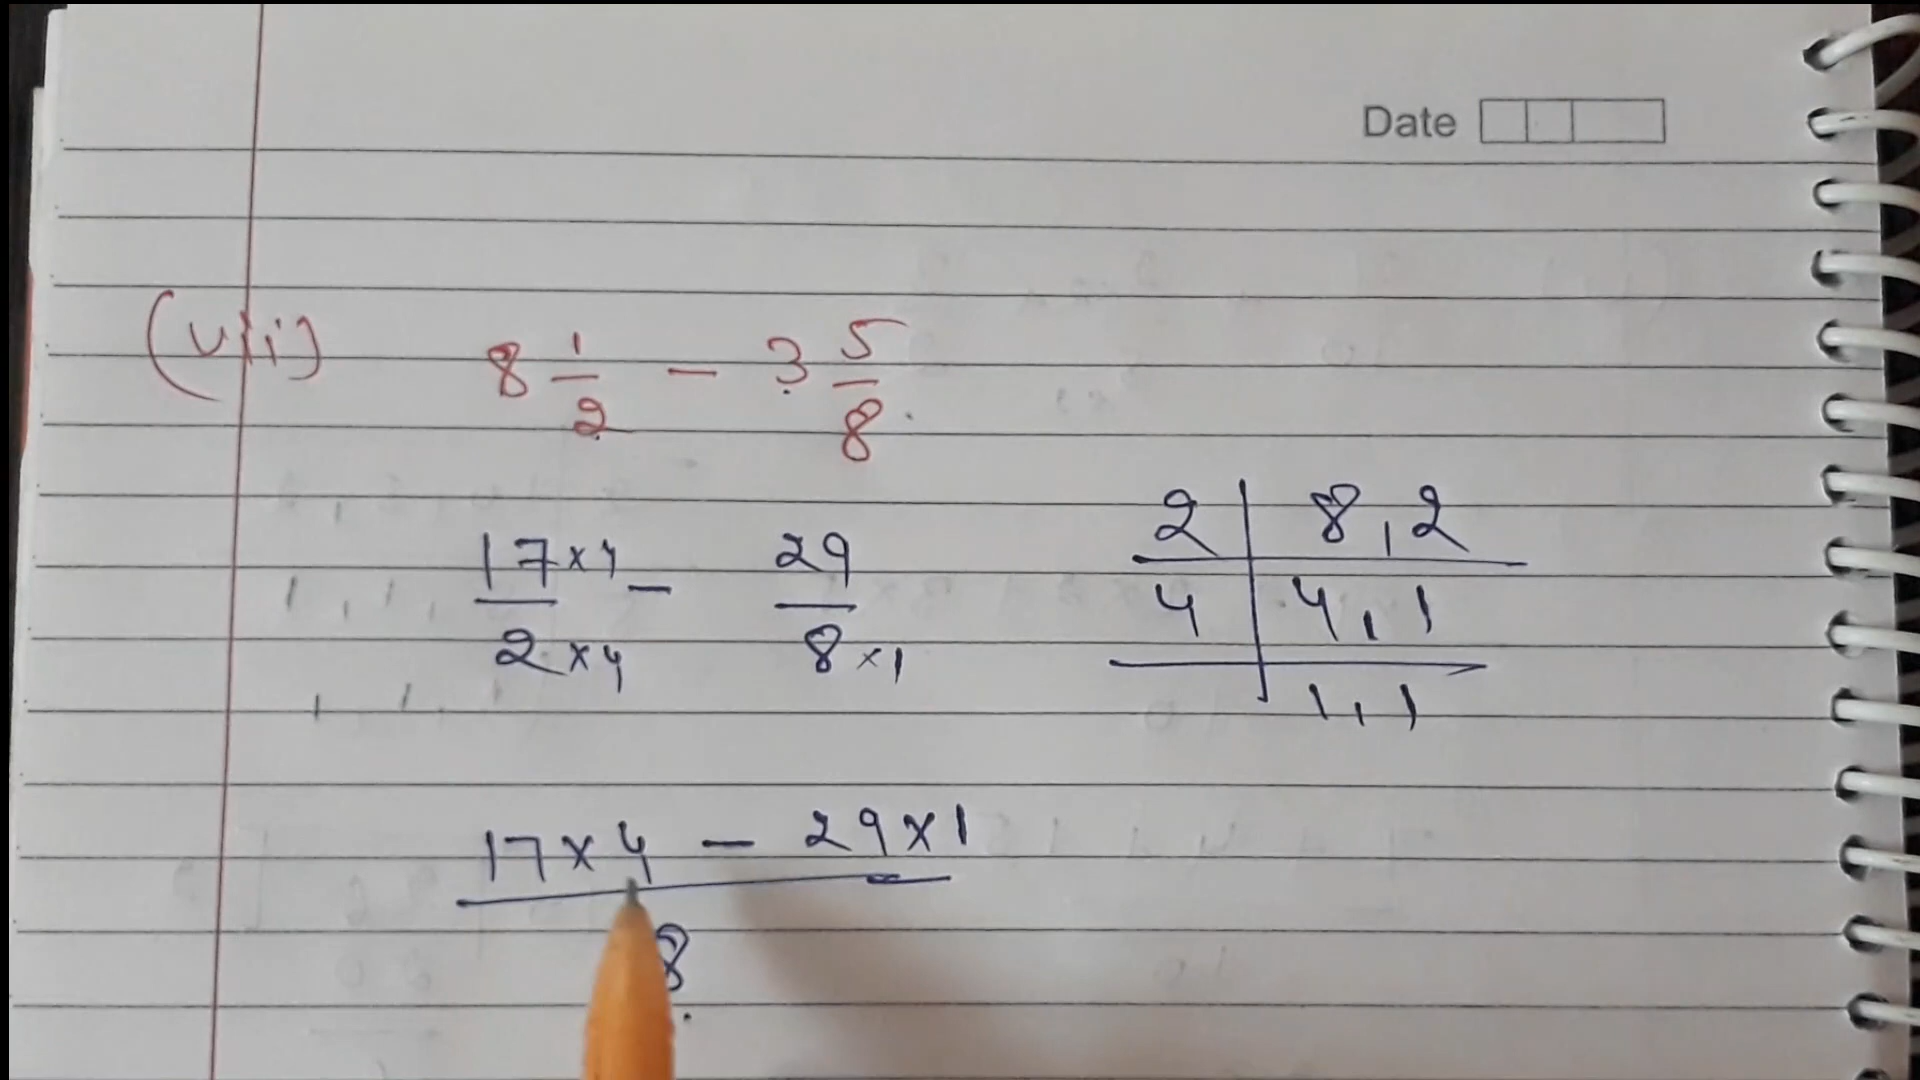 Date
(viii) 8 1/2 - 3 5/8
17×4/2×4 - 29/8×1
2 | 8, 2
4 | 4, 1
1, 1
17×4 - 29×1
8